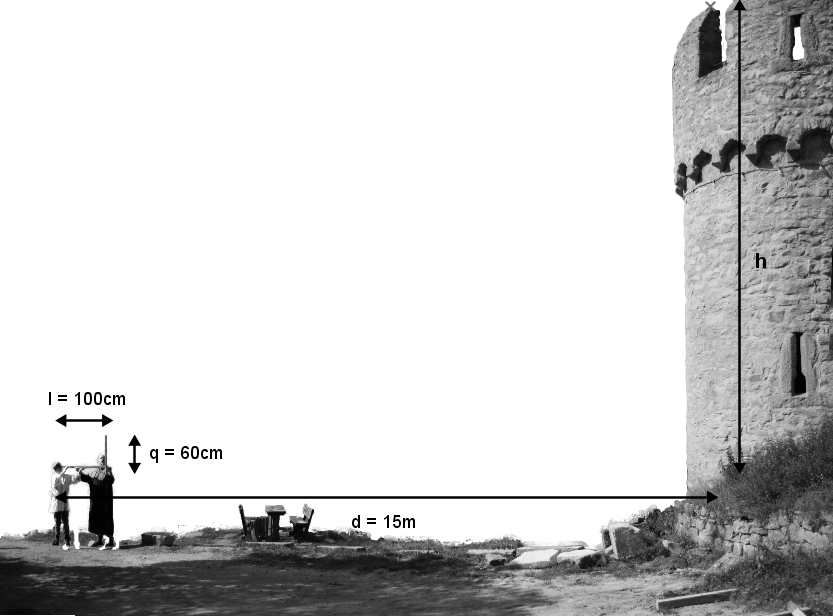 h
l = 100cm
q = 60cm
d = 15m